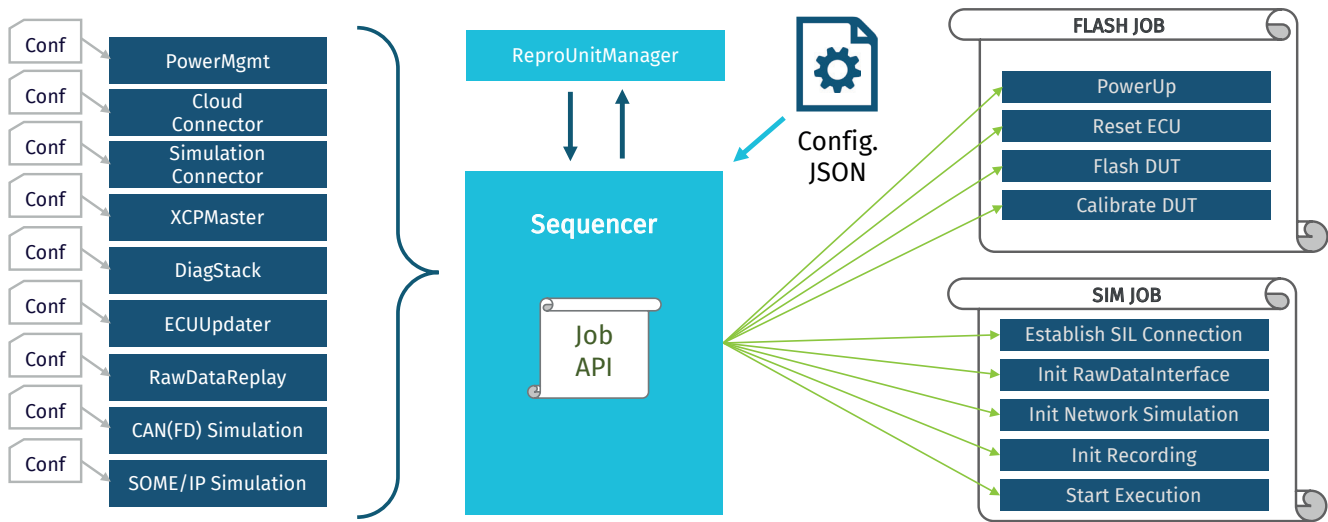 Conf
PowerMgmt
Conf
Cloud
Connector
Conf
Simulation
Connector
Conf
XCPMaster
Conf
DiagStack
Conf
ECUUpdater
Conf
RawDataReplay
Conf
CAN(FD) Simulation
Conf
SOME/IP Simulation
ReproUnitManager
Config.
JSON
Sequencer
Job
API
FLASH JOB
PowerUp
Reset ECU
Flash DUT
Calibrate DUT
SIM JOB
Establish SIL Connection
Init RawDataInterface
Init Network Simulation
Init Recording
Start Execution